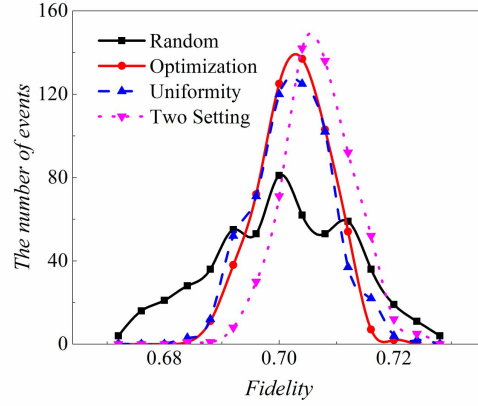 160
120
80
40
0
The number of events
Random
Optimization
Uniformity
Two Setting
0.68
0.70
0.72
Fidelity